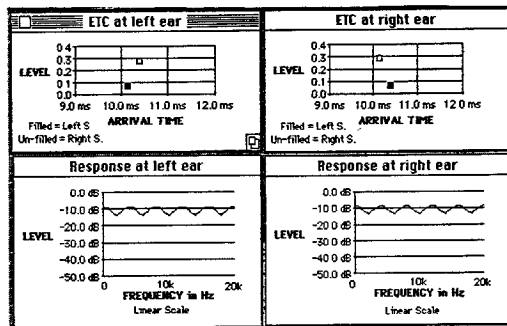 ETC at left ear
0.4
0.3
LEVEL 0.2
0.1
0.0
9.0 ms 10.0 ms 11.0 ms 12.0 ms
ARRIVAL TIME
Filled = Left S
Un-filled = Right S.
ETC at right ear
0.4
0.3
LEVEL 0.2
0.1
0.0
9.0 ms 10.0 ms 11.0 ms 12.0 ms
ARRIVAL TIME
Filled = Left S.
Un-filled = Right S.
Response at left ear
0.0 dB
-10.0 dB
-20.0 dB
LEVEL
-30.0 dB
-40.0 dB
-50.0 dB
0 10k 20k
FREQUENCY in Hz
Linear Scale
Response at right ear
0.0 dB
-10.0 dB
-20.0 dB
LEVEL
-30.0 dB
-40.0 dB
-50.0 dB
0 10k 20k
FREQUENCY in Hz
Linear Scale